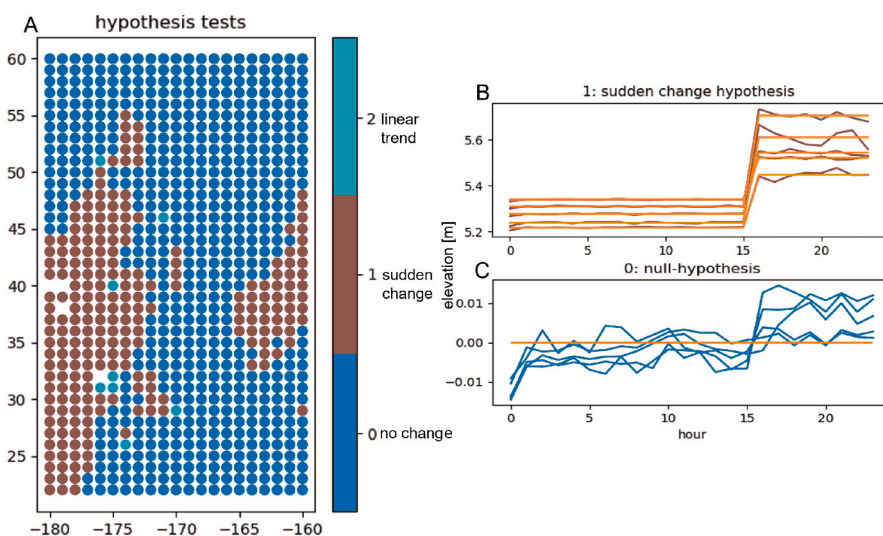 A
hypothesis tests
60
55
50
45
40
35
30
25
−180
−175
−170
−165
−160
2 linear
trend
1 sudden
change
0 no change
B
1: sudden change hypothesis
5.6
5.4
5.2
0
5
10
15
20
elevation [m]
C
0: null-hypothesis
0.01
0.00
−0.01
0
5
10
15
20
hour